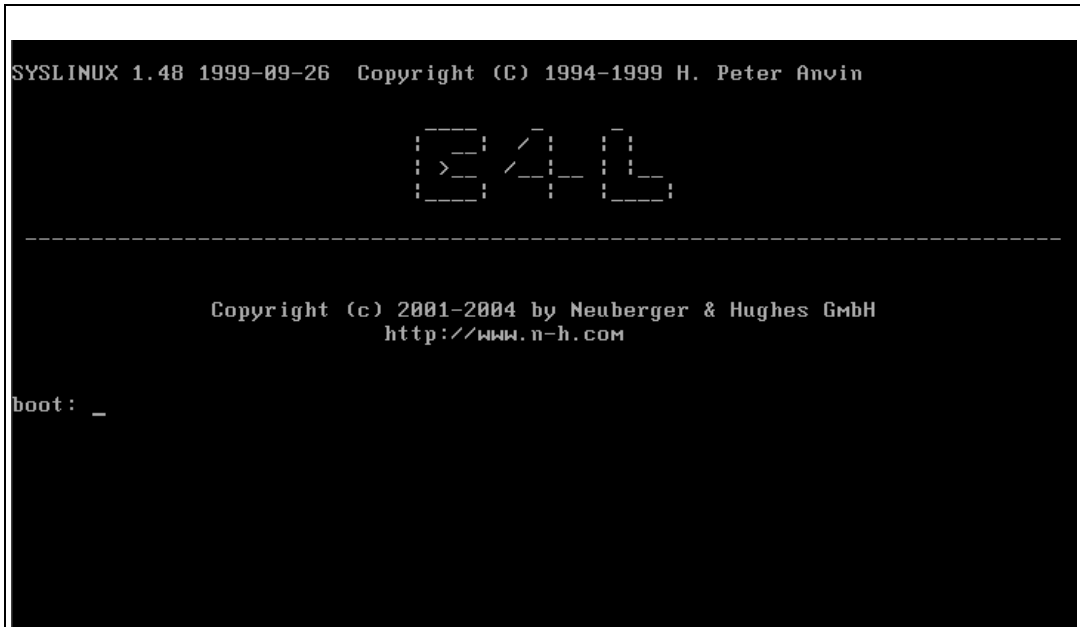 SYSLINUX 1.48 1999-09-26  Copyright (C) 1994-1999 H. Peter Anvin
E4L
Copyright (c) 2001-2004 by Neuberger & Hughes GmbH
http://www.n-h.com
boot: _